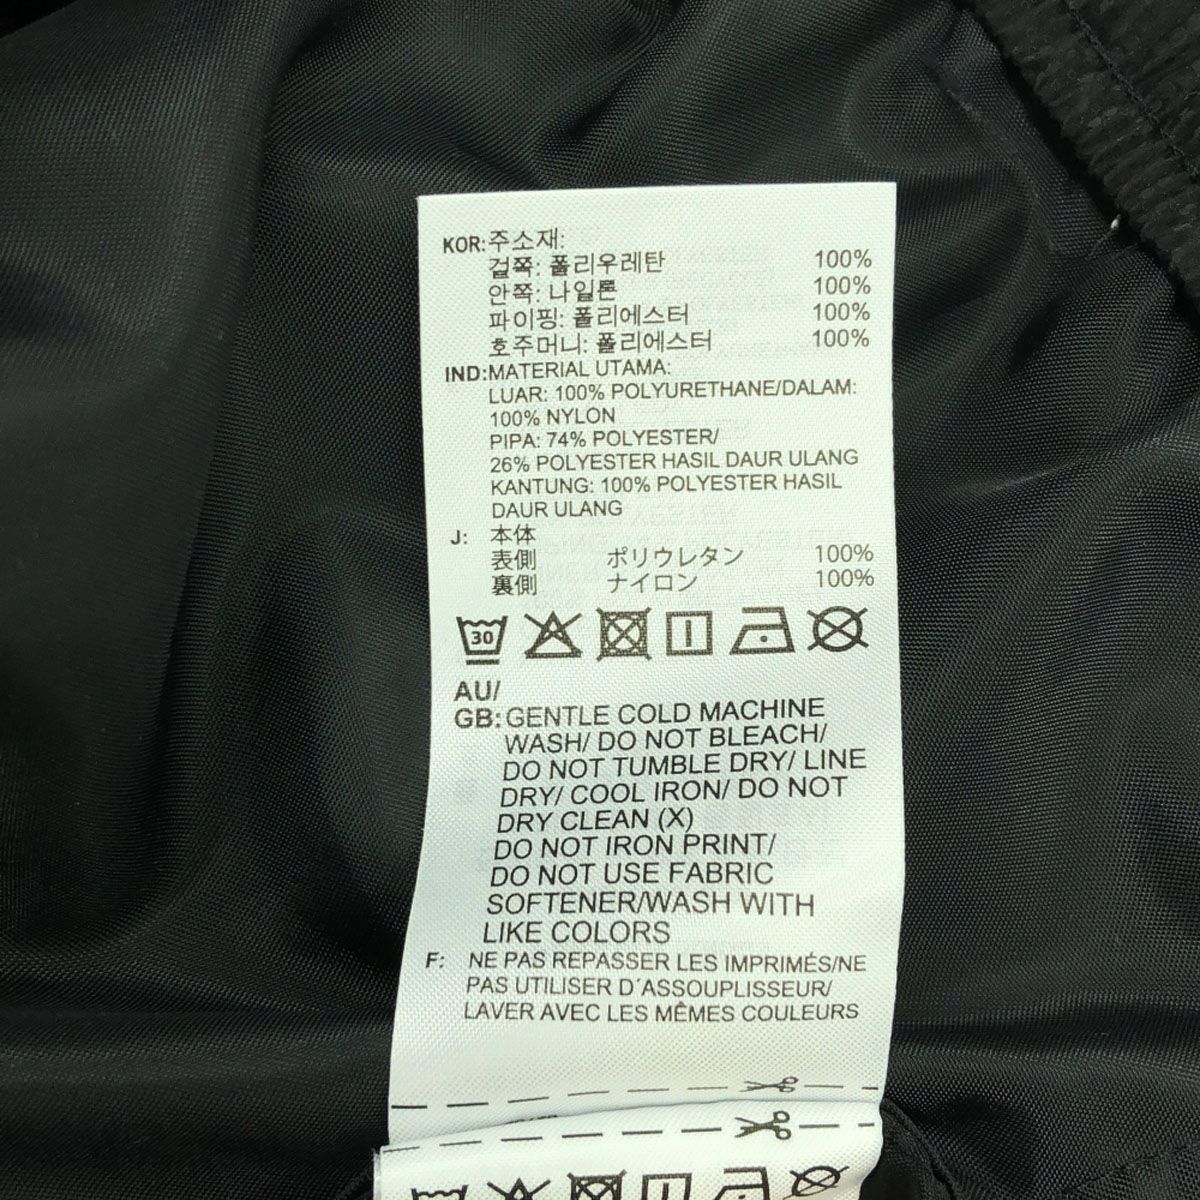 KOR: 주소재:
겉쪽: 폴리우레탄 100%
안쪽: 나일론 100%
파이핑: 폴리에스터 100%
호주머니: 폴리에스터 100%
IND: MATERIAL UTAMA:
LUAR: 100% POLYURETHANE/DALAM:
100% NYLON
PIPA: 74% POLYESTER/
26% POLYESTER HASIL DAUR ULANG
KANTUNG: 100% POLYESTER HASIL
DAUR ULANG
J: 本体
表側 ポリウレタン 100%
裏側 ナイロン 100%
30
AU/
GB: GENTLE COLD MACHINE
WASH/ DO NOT BLEACH/
DO NOT TUMBLE DRY/ LINE
DRY/ COOL IRON/ DO NOT
DRY CLEAN (X)
DO NOT IRON PRINT/
DO NOT USE FABRIC
SOFTENER/WASH WITH
LIKE COLORS
F: NE PAS REPASSER LES IMPRIMÉS/NE
PAS UTILISER D´ASSOUPLISSEUR/
LAVER AVEC LES MÊMES COULEURS